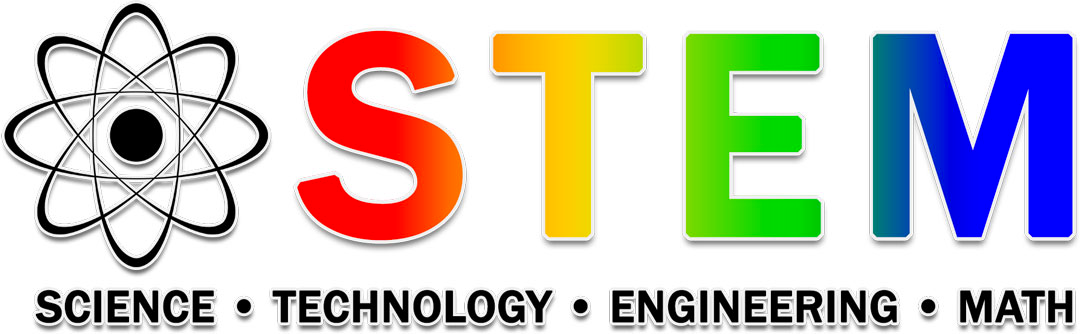 STEM
SCIENCE • TECHNOLOGY • ENGINEERING • MATH